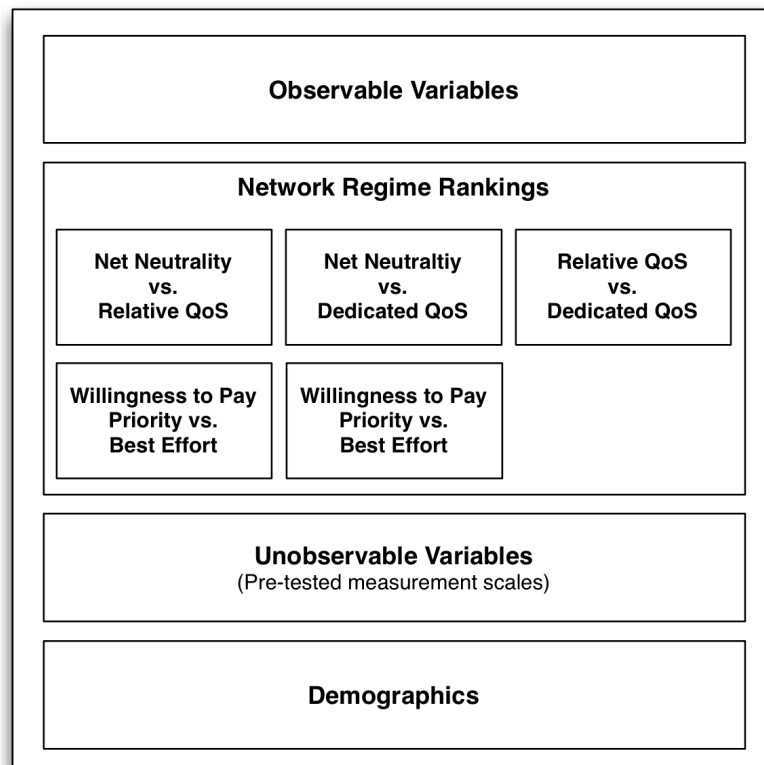 Observable Variables
Network Regime Rankings
Net Neutrality
vs.
Relative QoS
Net Neutraltiy
vs.
Dedicated QoS
Relative QoS
vs.
Dedicated QoS
Willingness to Pay
Priority vs.
Best Effort
Willingness to Pay
Priority vs.
Best Effort
Unobservable Variables
(Pre-tested measurement scales)
Demographics